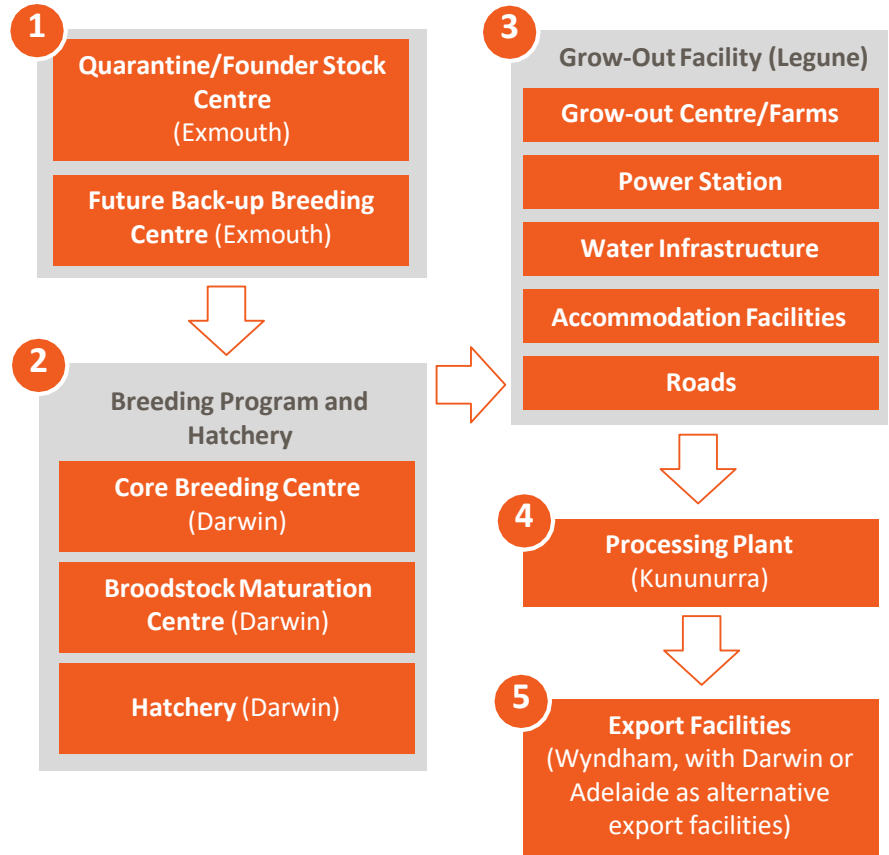 1
Quarantine/Founder Stock
Centre
(Exmouth)
Future Back-up Breeding
Centre (Exmouth)
2
Breeding Program and
Hatchery
Core Breeding Centre
(Darwin)
Broodstock Maturation
Centre (Darwin)
Hatchery (Darwin)
3
Grow-Out Facility (Legune)
Grow-out Centre/Farms
Power Station
Water Infrastructure
Accommodation Facilities
Roads
4
Processing Plant
(Kununurra)
5
Export Facilities
(Wyndham, with Darwin or
Adelaide as alternative
export facilities)